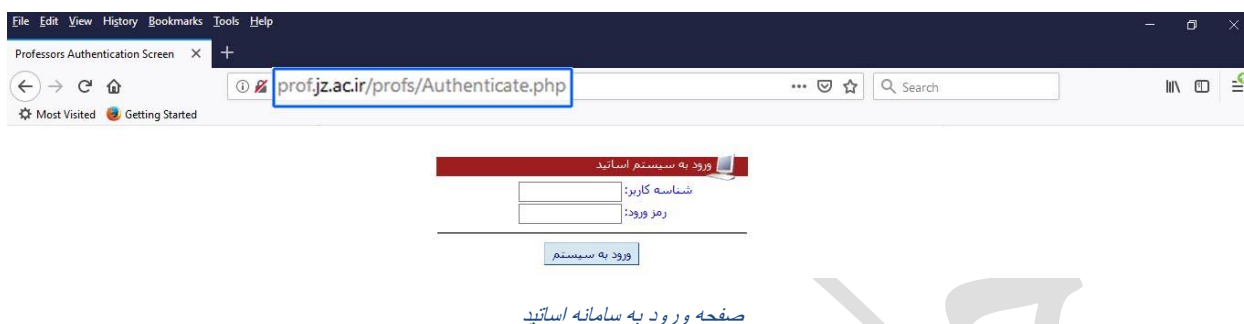 File Edit View History Bookmarks Tools Help
Professors Authentication Screen
prof.jz.ac.ir/profs/Authenticate.php
Search
Most Visited Getting Started
ورود به سیستم اساتید
شناسه کاربر:
رمز ورود:
ورود به سیستم
صفحه ورود به سامانه اساتید